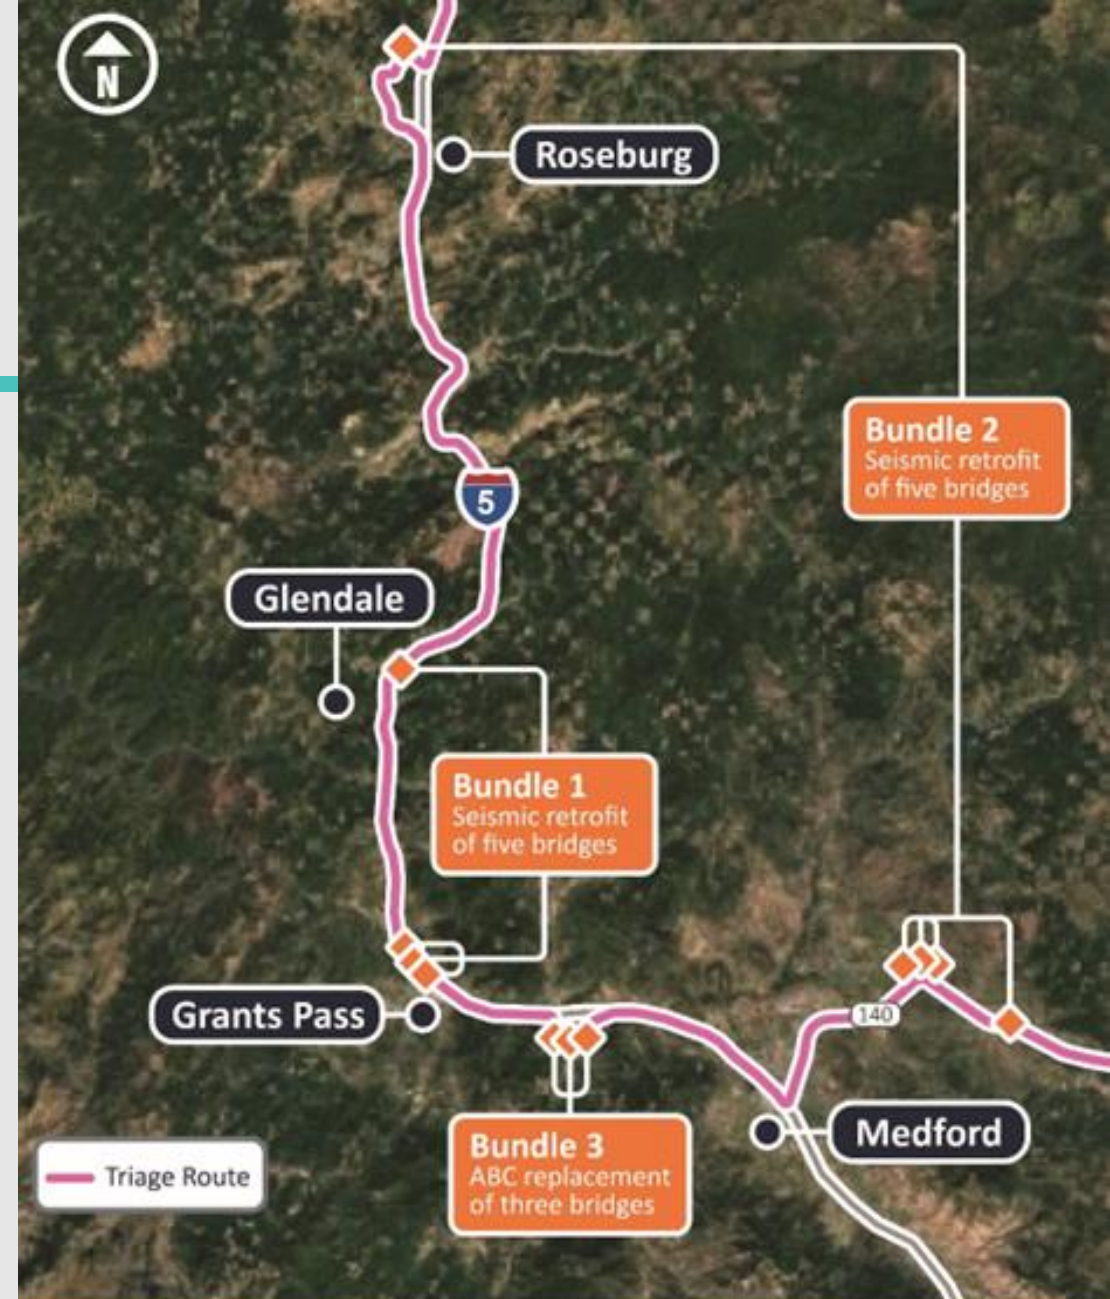 N
Roseburg
Bundle 2
Seismic retrofit
of five bridges
5
Glendale
Bundle 1
Seismic retrofit
of five bridges
Grants Pass
140
Medford
Bundle 3
ABC replacement
of three bridges
Triage Route